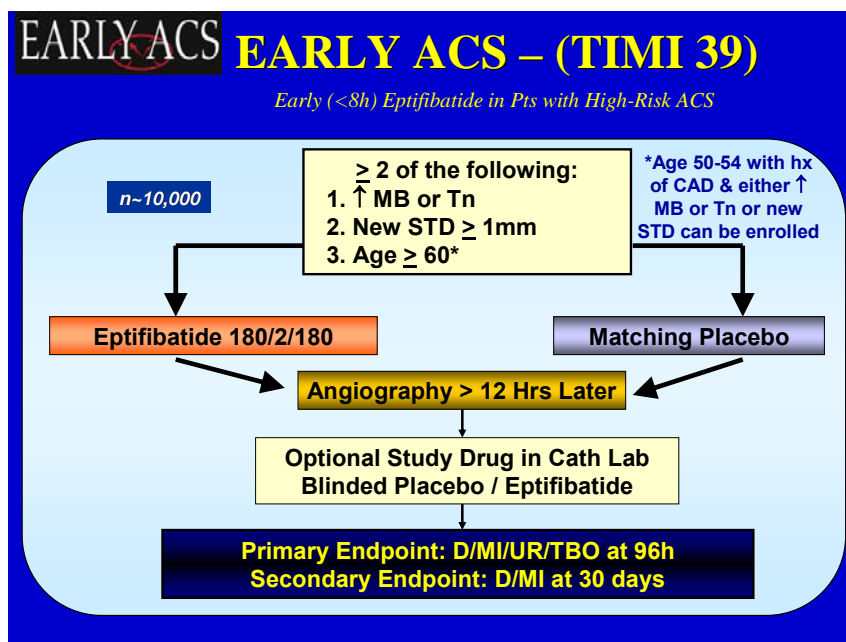 EARLY ACS
EARLY ACS – (TIMI 39)
Early (<8h) Eptifibatide in Pts with High-Risk ACS
n~10,000
≥ 2 of the following:
1. ↑ MB or Tn
2. New STD ≥ 1mm
3. Age ≥ 60*
*Age 50-54 with hx
of CAD & either ↑
MB or Tn or new
STD can be enrolled
Eptifibatide 180/2/180
Matching Placebo
Angiography > 12 Hrs Later
Optional Study Drug in Cath Lab
Blinded Placebo / Eptifibatide
Primary Endpoint: D/MI/UR/TBO at 96h
Secondary Endpoint: D/MI at 30 days